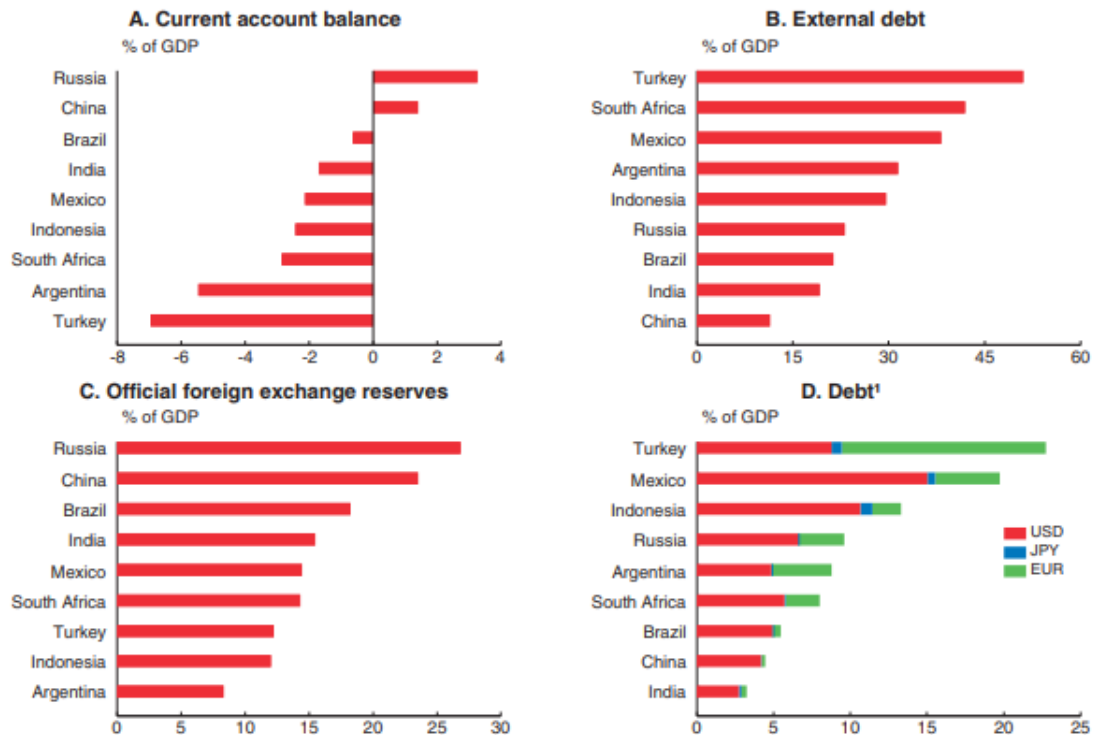 A. Current account balance
% of GDP
Russia
China
Brazil
India
Mexico
Indonesia
South Africa
Argentina
Turkey
-8 -6 -4 -2 0 2 4
B. External debt
% of GDP
Turkey
South Africa
Mexico
Argentina
Indonesia
Russia
Brazil
India
China
0 15 30 45 60
C. Official foreign exchange reserves
% of GDP
Russia
China
Brazil
India
Mexico
South Africa
Turkey
Indonesia
Argentina
0 5 10 15 20 25 30
D. Debt¹
% of GDP
Turkey
Mexico
Indonesia
Russia
Argentina
South Africa
Brazil
China
India
USD
JPY
EUR
0 5 10 15 20 25